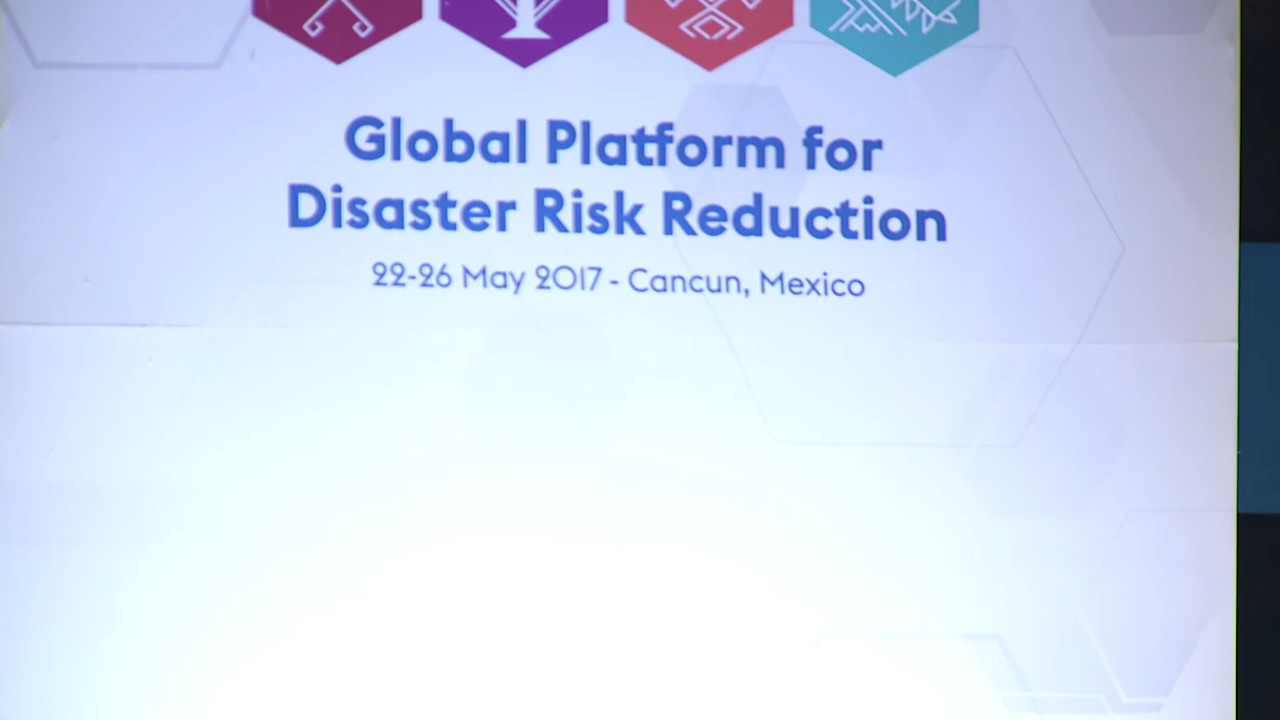 Global Platform for
Disaster Risk Reduction
22-26 May 2017 - Cancun, Mexico